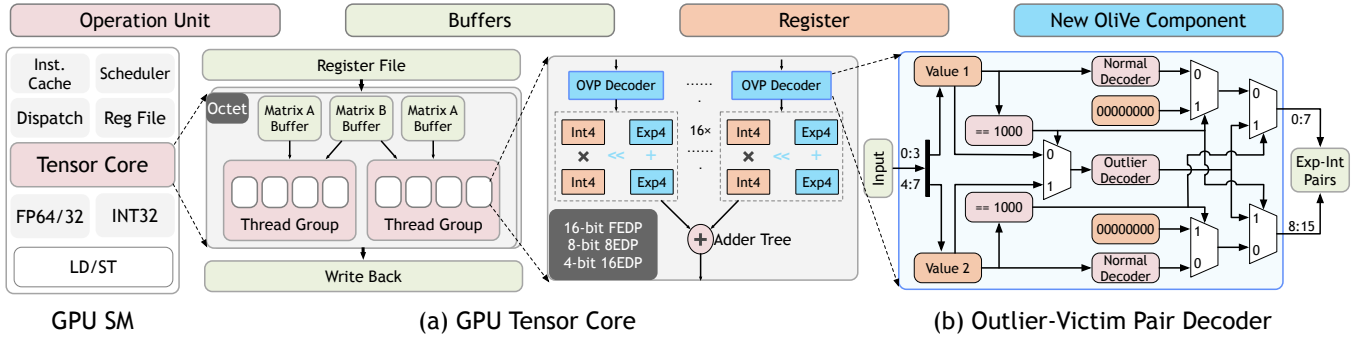 Operation Unit
Buffers
Register
New OliVe Component
Inst. Cache
Scheduler
Dispatch
Reg File
Tensor Core
FP64/32
INT32
LD/ST
GPU SM
Register File
Octet
Matrix A Buffer
Matrix B Buffer
Matrix A Buffer
Thread Group
Thread Group
Write Back
(a) GPU Tensor Core
OVP Decoder
......
OVP Decoder
.
Int4
Exp4
16×
Int4
Exp4
×
<<
+
......
×
<<
+
.
Int4
Exp4
Int4
Exp4
16-bit FEDP
8-bit 8EDP
4-bit 16EDP
+
Adder Tree
Input
0:3
4:7
Value 1
Normal Decoder
0
1
00000000
== 1000
0
1
Outlier Decoder
== 1000
00000000
1
0
Value 2
Normal Decoder
0
1
1
0
0:7
Exp-Int Pairs
8:15
(b) Outlier-Victim Pair Decoder